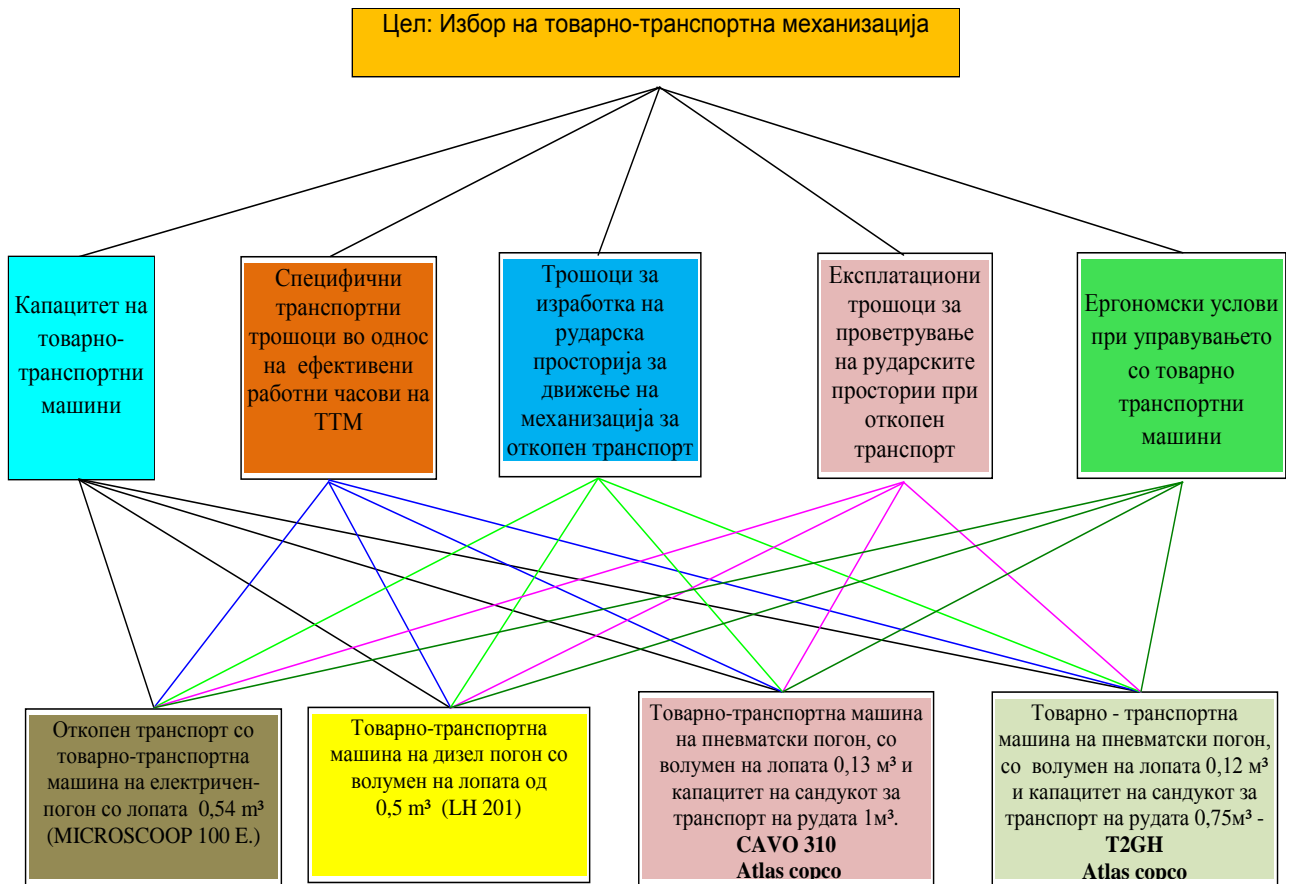 Цел: Избор на товарно-транспортна механизација
Капацитет на
товарно-
транспортни
машини
Специфични
транспортни
трошоци во однос
на ефективени
работни часови на
ТТМ
Трошоци за
изработка на
рударска
просторија за
движење на
механизација за
откопен транспорт
Експлатациони
трошоци за
проветрување
на рударските
простории при
откопен
транспорт
Ергономски услови
при управувањето
со товарно
транспортни
машини
Откопен транспорт со
товарно-транспортна
машина на електричен-
погон со лопата 0,54 m³
(MICROSCOOP 100 E.)
Товарно-транспортна
машина на дизел погон со
волумен на лопата од
0,5 m³ (LH 201)
Товарно-транспортна машина
на пневматски погон, со
волумен на лопата 0,13 м³ и
капацитет на сандукот за
транспорт на рудата 1м³.
CAVO 310
Atlas copco
Товарно - транспортна
машина на пневматски погон,
со волумен на лопата 0,12 м³
и капацитет на сандукот за
транспорт на рудата 0,75м³ -
T2GH
Atlas copco